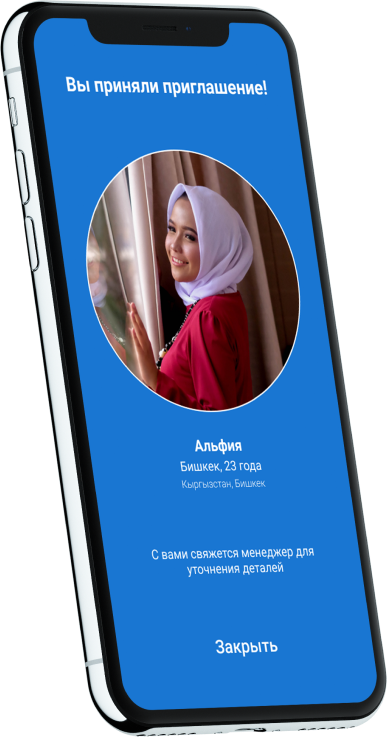 Вы приняли приглашение!
Альфия
Бишкек, 23 года
Кыргызстан, Бишкек
С вами свяжется менеджер для
уточнения деталей
Закрыть